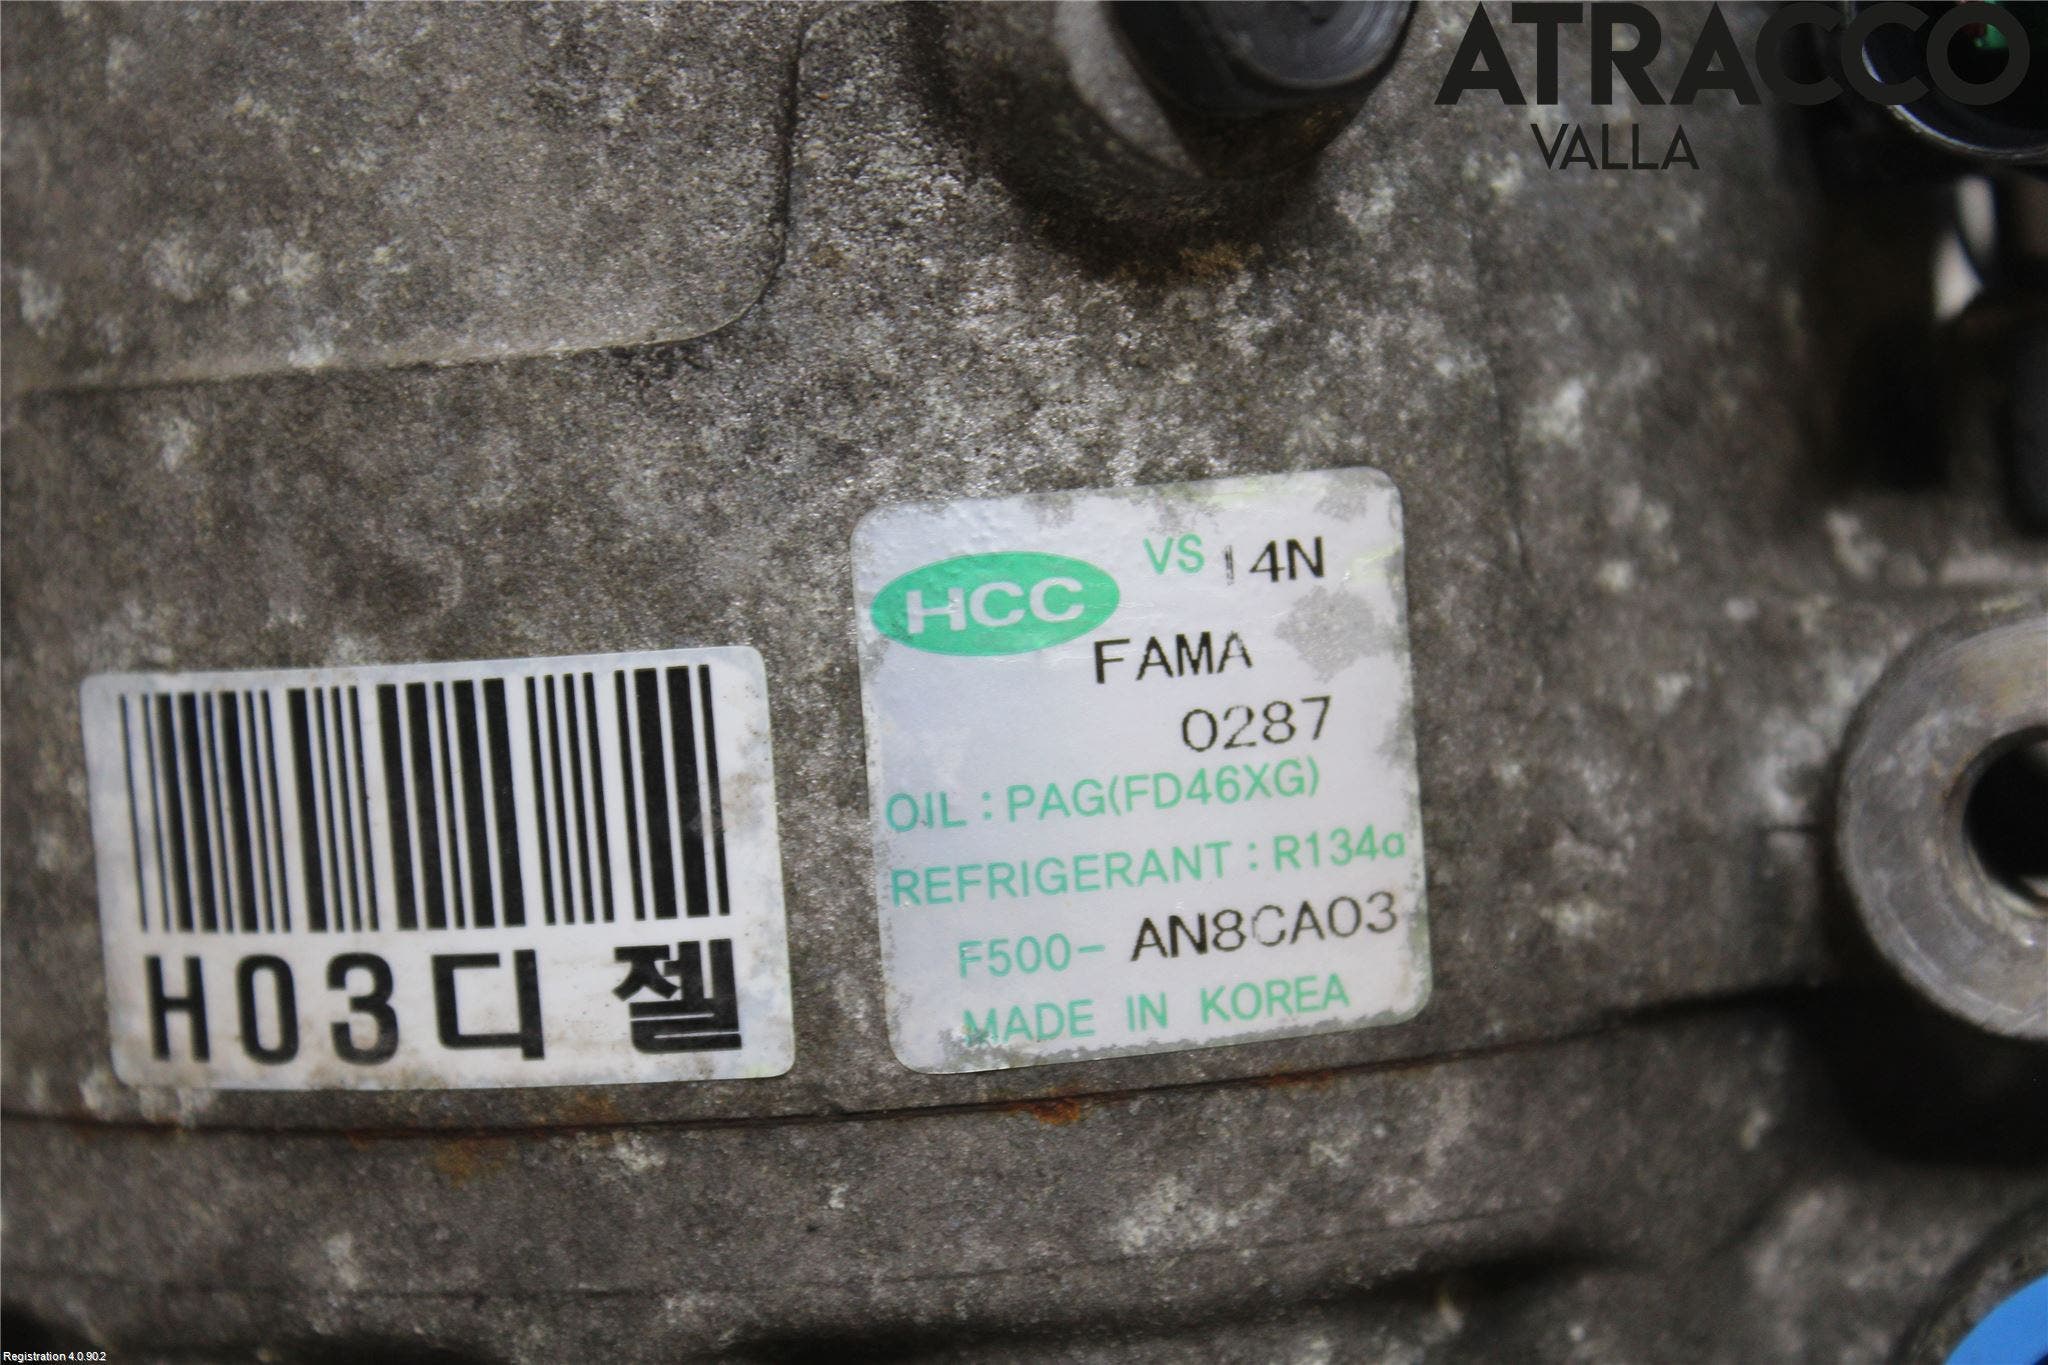 ATRACCO
VALLA
HCC VS 14N
FAMA
0287
OIL : PAG(FD46XG)
REFRIGERANT : R134a
F500- AN8CA03
MADE IN KOREA
H03디 젤
Registration 4.0.90.2